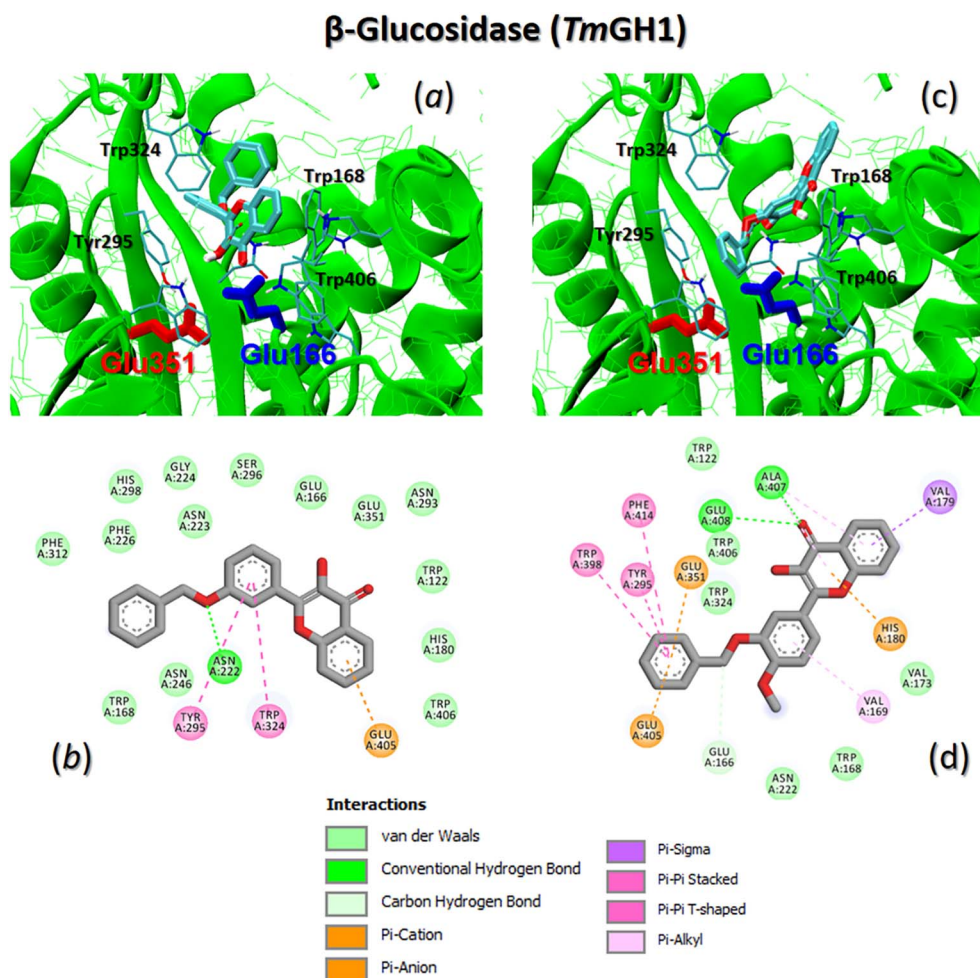 β-Glucosidase (TmGH1)
(a)
Trp324
Trp168
Tyr295
Trp406
Glu351
Glu166
(c)
Trp324
Trp168
Tyr295
Trp406
Glu351
Glu166
HIS
A:298
GLY
A:224
SER
A:296
GLU
A:166
GLU
A:351
ASN
A:293
PHE
A:312
PHE
A:226
ASN
A:223
TRP
A:122
HIS
A:180
ASN
A:222
ASN
A:246
TRP
A:168
TYR
A:295
TRP
A:324
GLU
A:405
TRP
A:406
(b)
TRP
A:122
ALA
A:407
VAL
A:179
PHE
A:414
GLU
A:408
TRP
A:406
TRP
A:398
TYR
A:295
GLU
A:351
TRP
A:324
HIS
A:180
VAL
A:173
VAL
A:169
GLU
A:405
GLU
A:166
ASN
A:222
TRP
A:168
(d)
Interactions
van der Waals
Conventional Hydrogen Bond
Carbon Hydrogen Bond
Pi-Cation
Pi-Anion
Pi-Sigma
Pi-Pi Stacked
Pi-Pi T-shaped
Pi-Alkyl